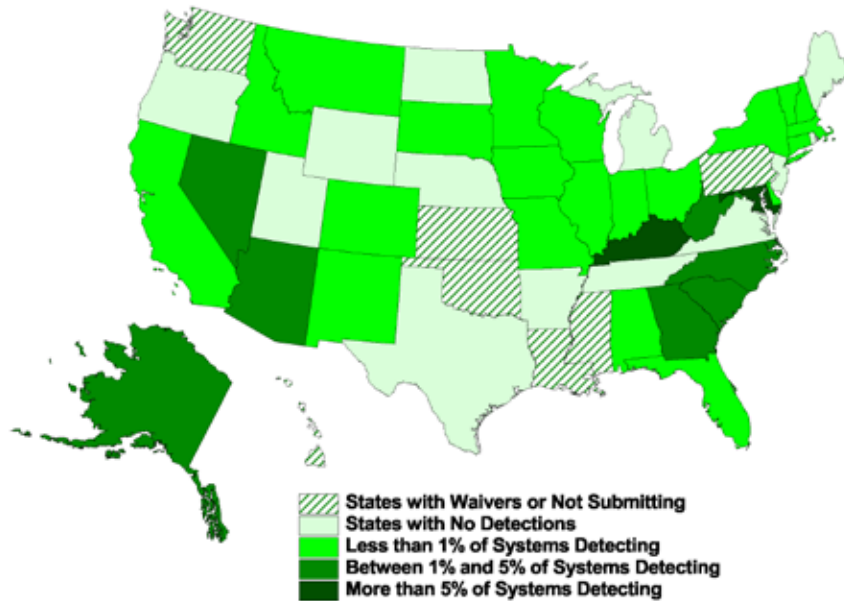 States with Waivers or Not Submitting
States with No Detections
Less than 1% of Systems Detecting
Between 1% and 5% of Systems Detecting
More than 5% of Systems Detecting